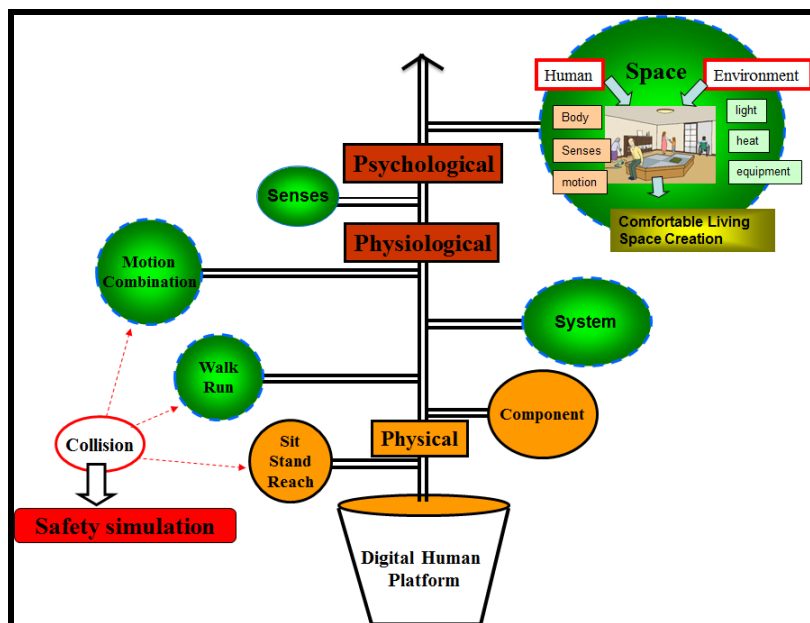 Human
Space
Environment
Body
Senses
motion
light
heat
equipment
Comfortable Living
Space Creation
Psychological
Senses
Physiological
Motion
Combination
System
Walk
Run
Component
Collision
Physical
Sit
Stand
Reach
Safety simulation
Digital Human
Platform